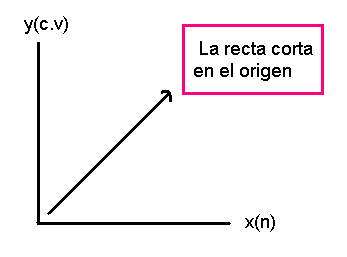 y(c.v)
La recta corta
en el origen
x(n)